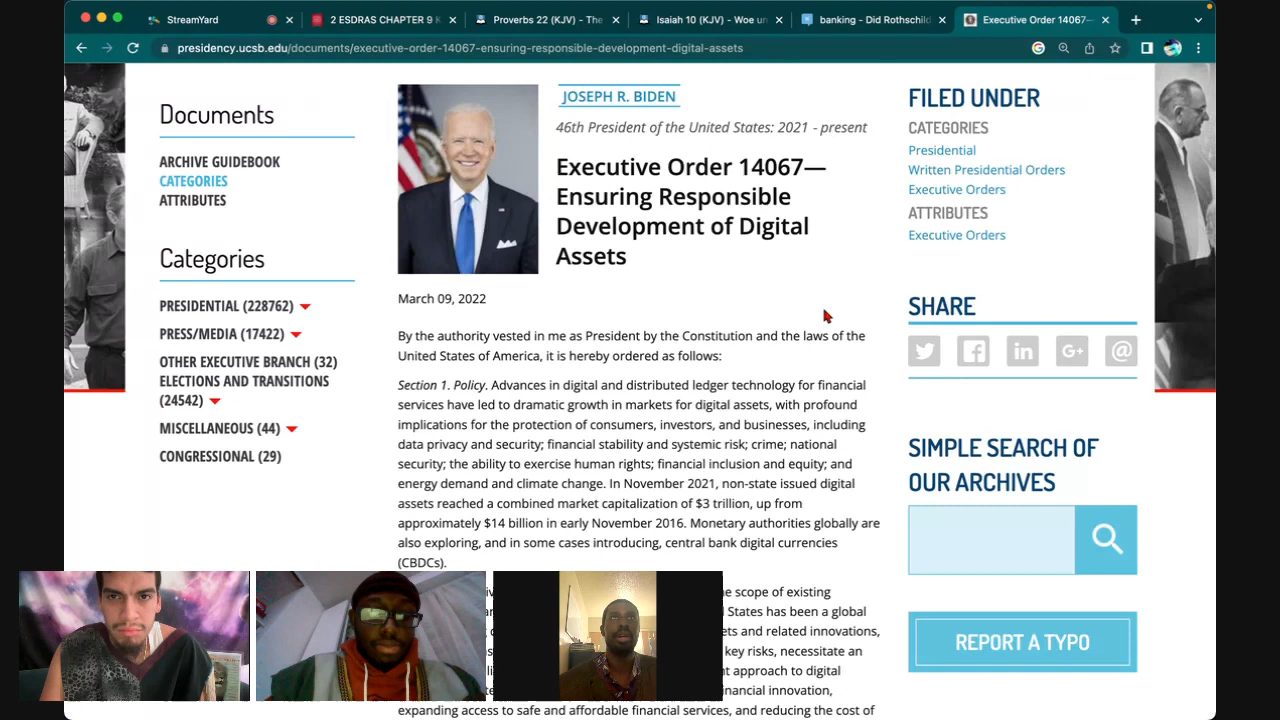 StreamYard
2 ESDRAS CHAPTER 9 K
Proverbs 22 (KJV) - The
Isaiah 10 (KJV) - Woe un
banking - Did Rothschild
Executive Order 14067—
presidency.ucsb.edu/documents/executive-order-14067-ensuring-responsible-development-digital-assets
Documents
ARCHIVE GUIDEBOOK
CATEGORIES
ATTRIBUTES
Categories
PRESIDENTIAL (228762)
PRESS/MEDIA (17422)
OTHER EXECUTIVE BRANCH (32)
ELECTIONS AND TRANSITIONS
(24542)
MISCELLANEOUS (44)
CONGRESSIONAL (29)
JOSEPH R. BIDEN
46th President of the United States: 2021 - present
Executive Order 14067—
Ensuring Responsible
Development of Digital
Assets
March 09, 2022
By the authority vested in me as President by the Constitution and the laws of the
United States of America, it is hereby ordered as follows:
Section 1. Policy. Advances in digital and distributed ledger technology for financial
services have led to dramatic growth in markets for digital assets, with profound
implications for the protection of consumers, investors, and businesses, including
data privacy and security; financial stability and systemic risk; crime; national
security; the ability to exercise human rights; financial inclusion and equity; and
energy demand and climate change. In November 2021, non-state issued digital
assets reached a combined market capitalization of $3 trillion, up from
approximately $14 billion in early November 2016. Monetary authorities globally are
also exploring, and in some cases introducing, central bank digital currencies
(CBDCs).
scope of existing
States has been a global
and related innovations,
key risks, necessitate an
approach to digital
innovation,
expanding access to safe and affordable financial services, and reducing the cost of
FILED UNDER
CATEGORIES
Presidential
Written Presidential Orders
Executive Orders
ATTRIBUTES
Executive Orders
SHARE
SIMPLE SEARCH OF
OUR ARCHIVES
REPORT A TYPO